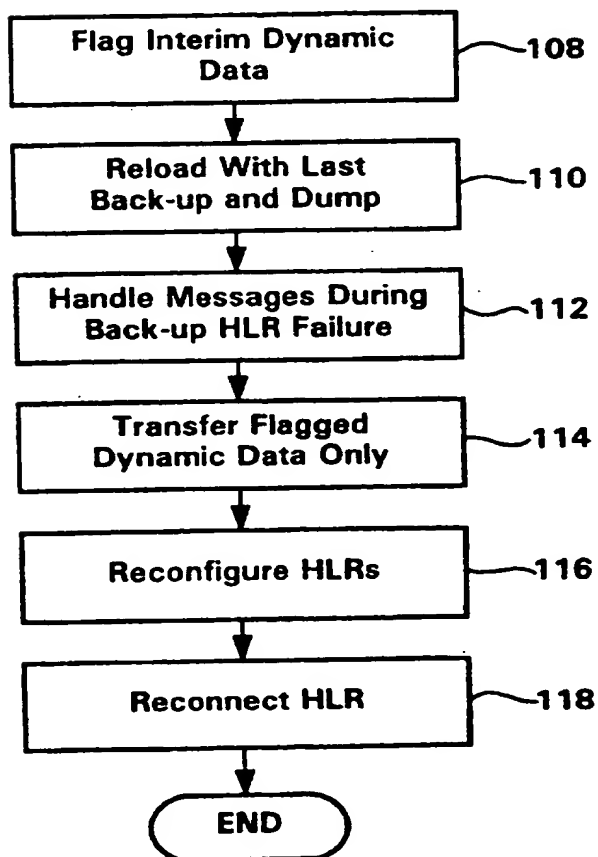 Flag Interim Dynamic
Data
108
Reload With Last
Back-up and Dump
110
Handle Messages During
Back-up HLR Failure
112
Transfer Flagged
Dynamic Data Only
114
Reconfigure HLRs
116
Reconnect HLR
118
END